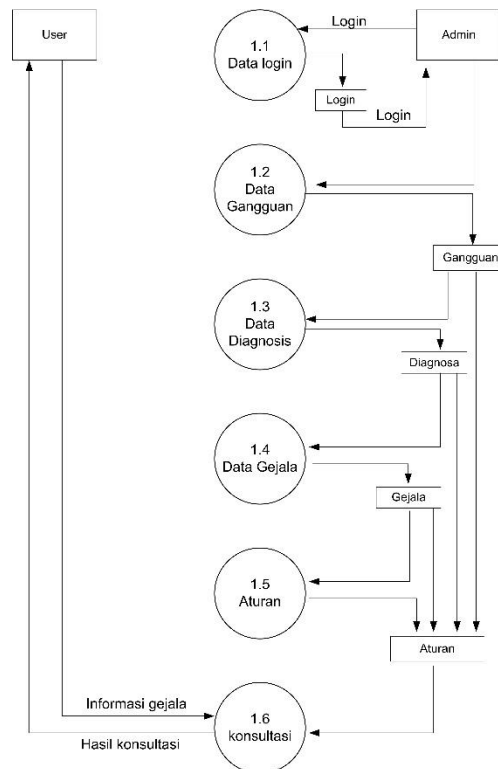 User
Login
1.1
Data login
Admin
Login
Login
1.2
Data
Gangguan
Gangguan
1.3
Data
Diagnosis
Diagnosa
1.4
Data Gejala
Gejala
1.5
Aturan
Aturan
Informasi gejala
1.6
konsultasi
Hasil konsultasi